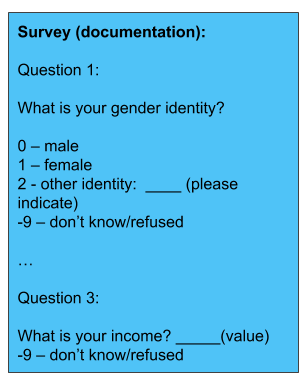 Survey (documentation):
Question 1:
What is your gender identity?
0 – male
1 – female
2 - other identity: ____ (please
indicate)
-9 – don’t know/refused
…
Question 3:
What is your income? _____(value)
-9 – don’t know/refused